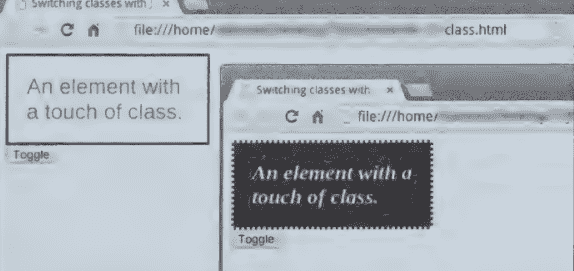 Switching classes with
file:///home/
class.html
An element with
a touch of class.
Toggle
Switching classes with
file:///home/
An element with a
touch of class.
Toggle